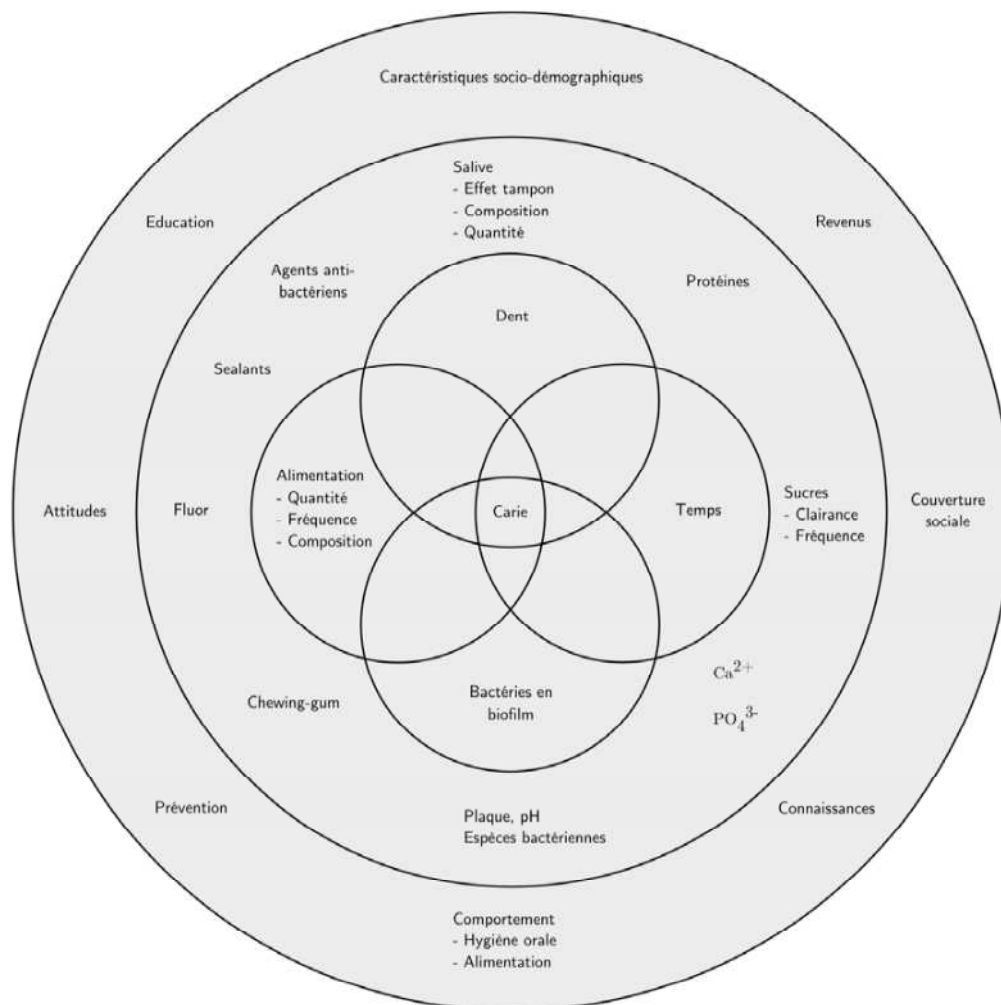 Caractéristiques socio-démographiques
Salive
- Effet tampon
- Composition
- Quantité
Education
Revenus
Agents anti-
bactériens
Protéines
Dent
Sealants
Alimentation
- Quantité
- Fréquence
- Composition
Attitudes
Fluor
Carie
Temps
Sucres
- Clairance
- Fréquence
Couverture
sociale
Ca2+
PO43-
Chewing-gum
Bactéries en
biofilm
Prévention
Plaque, pH
Espèces bactériennes
Connaissances
Comportement
- Hygiène orale
- Alimentation